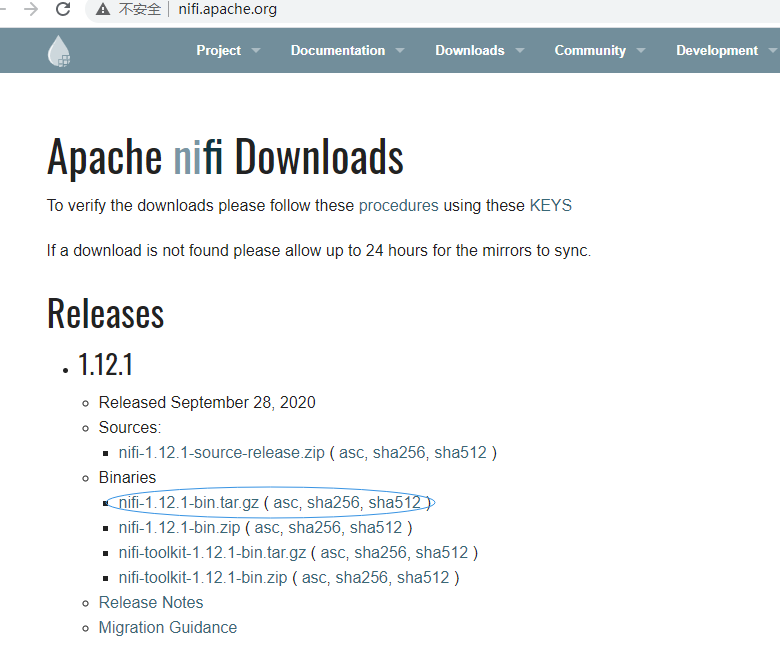 不安全 nifi.apache.org
Project Documentation Downloads Community Development
Apache nifi Downloads
To verify the downloads please follow these procedures using these KEYS
If a download is not found please allow up to 24 hours for the mirrors to sync.
Releases
1.12.1
Released September 28, 2020
Sources:
nifi-1.12.1-source-release.zip ( asc, sha256, sha512 )
Binaries
nifi-1.12.1-bin.tar.gz ( asc, sha256, sha512 )
nifi-1.12.1-bin.zip ( asc, sha256, sha512 )
nifi-toolkit-1.12.1-bin.tar.gz ( asc, sha256, sha512 )
nifi-toolkit-1.12.1-bin.zip ( asc, sha256, sha512 )
Release Notes
Migration Guidance